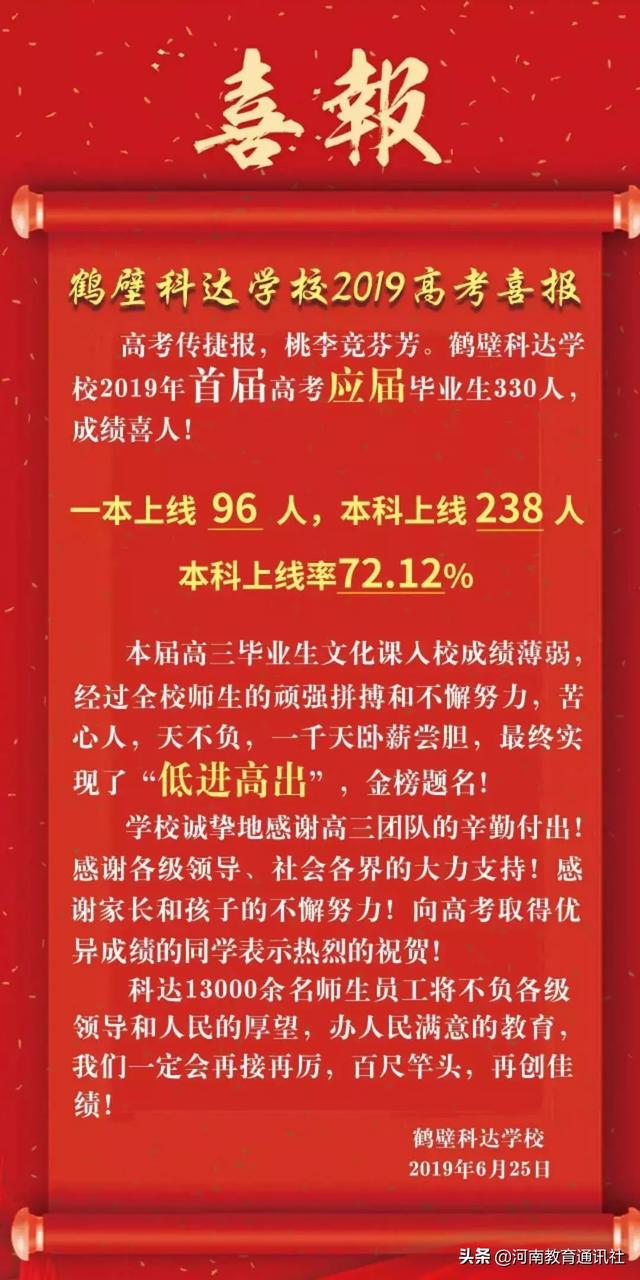 喜報
鹤壁科达学校2019高考喜报
高考传捷报，桃李竞芬芳。鹤壁科达学
校2019年首届高考应届毕业生330人，
成绩喜人！
一本上线 96 人，本科上线 238 人
本科上线率72.12%
本届高三毕业生文化课入校成绩薄弱，
经过全校师生的顽强拼搏和不懈努力，苦
心人，天不负，一千天卧薪尝胆，最终实
现了“低进高出”，金榜题名！
学校诚挚地感谢高三团队的辛勤付出！
感谢各级领导、社会各界的大力支持！感
谢家长和孩子的不懈努力！向高考取得优
异成绩的同学表示热烈的祝贺！
科达13000余名师生员工将不负各级
领导和人民的厚望，办人民满意的教育，
我们一定会再接再厉，百尺竿头，再创佳
绩！
鹤壁科达学校
2019年6月25日
头条 @河南教育通讯社